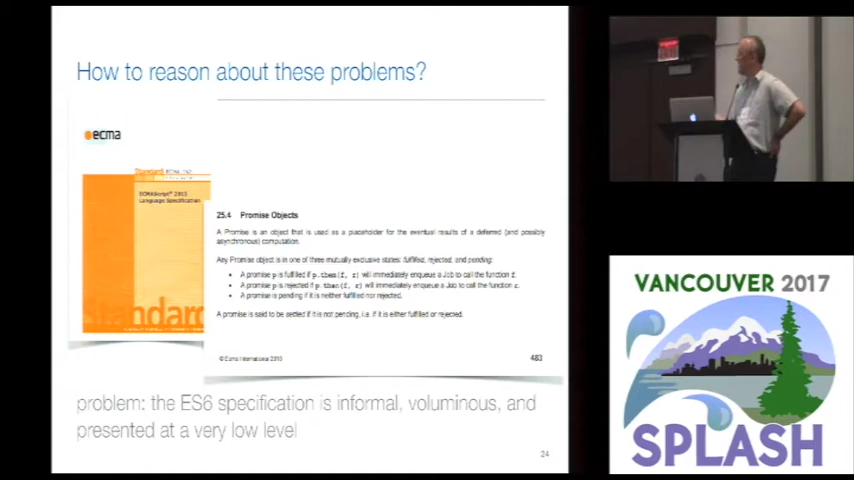 How to reason about these problems?
ecma
Standard
ECMAScript® 2015
Language Specification
Standard
25.4 Promise Objects
A Promise is an object that is used as a placeholder for the eventual results of a deferred (and possibly
asynchronous) computation.
Any Promise object is in one of three mutually exclusive states: fulfilled, rejected, and pending:
• A promise p is fulfilled if p.then(f, r) will immediately enqueue a Job to call the function f.
• A promise p is rejected if p.then(f, r) will immediately enqueue a Job to call the function r.
• A promise is pending if it is neither fulfilled nor rejected.
A promise is said to be settled if it is not pending, i.e. if it is either fulfilled or rejected.
© Ecma International 2015
483
problem: the ES6 specification is informal, voluminous, and
presented at a very low level
24
VANCOUVER 2017
SPLASH